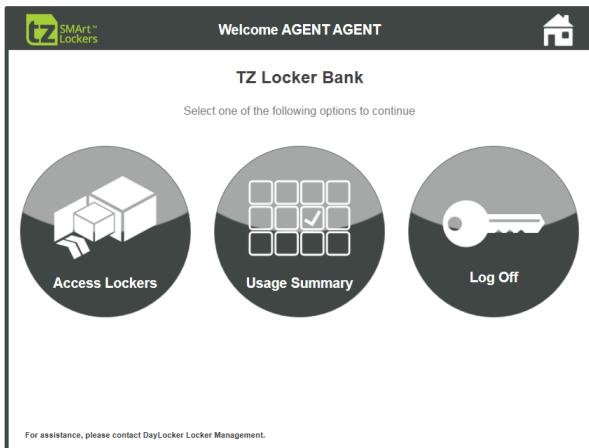 tz SMArt™
Lockers
Welcome AGENT AGENT
TZ Locker Bank
Select one of the following options to continue
Access Lockers
Usage Summary
Log Off
For assistance, please contact DayLocker Locker Management.